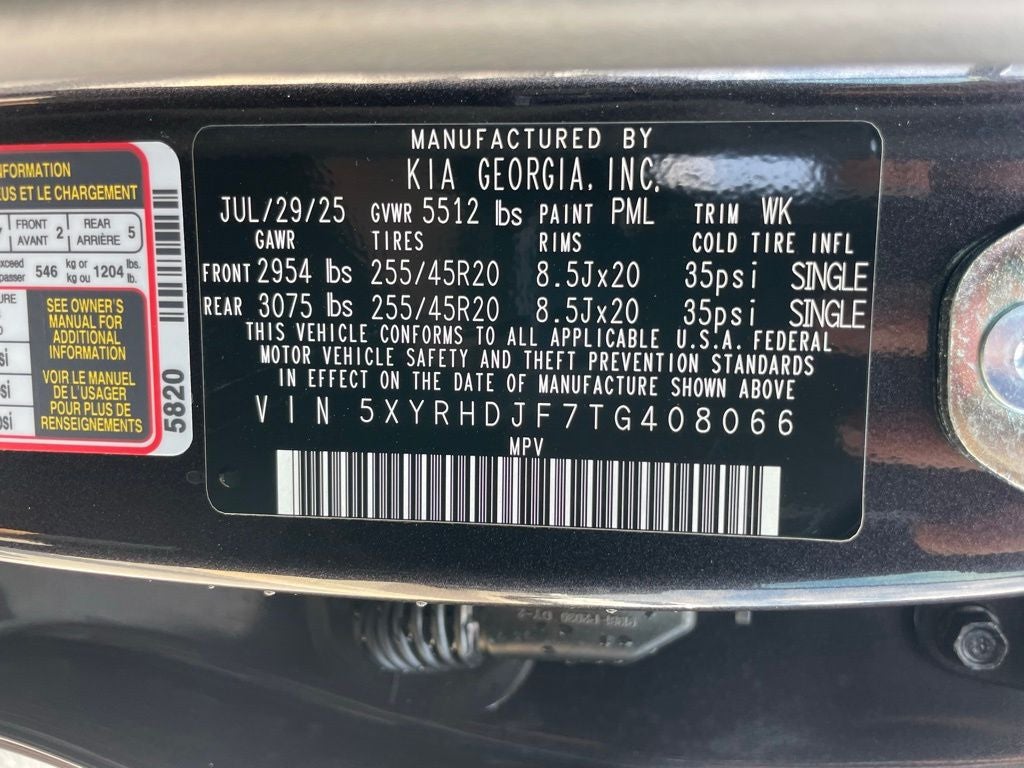 NFORMATION
EUS ET LE CHARGEMENT
FRONT
AVANT 2
REAR
ARRIÈRE 5
546 kg or
kg ou 1204 lbs
lb
SEE OWNER'S
MANUAL FOR
ADDITIONAL
INFORMATION
VOIR LE MANUEL
DE L'USAGER
POUR PLUS DE
RENSEIGNEMENTS
5820
MANUFACTURED BY
KIA GEORGIA, INC.
JUL/29/25 GVWR 5512 lbs PAINT PML TRIM WK
GAWR TIRES RIMS COLD TIRE INFL
FRONT 2954 lbs 255/45R20 8.5Jx20 35psi SINGLE
REAR 3075 lbs 255/45R20 8.5Jx20 35psi SINGLE
THIS VEHICLE CONFORMS TO ALL APPLICABLE U.S.A. FEDERAL
MOTOR VEHICLE SAFETY AND THEFT PREVENTION STANDARDS
IN EFFECT ON THE DATE OF MANUFACTURE SHOWN ABOVE
VIN 5XYRHDJF7TG408066
MPV